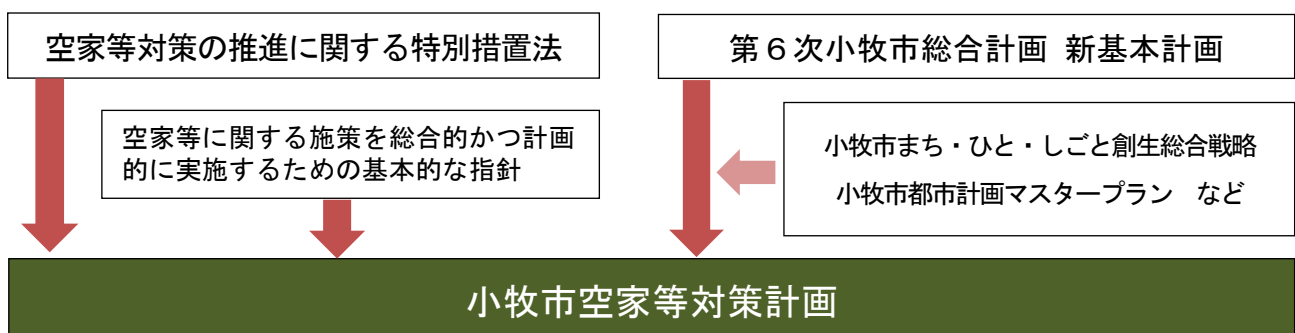 空家等対策の推進に関する特別措置法
第６次小牧市総合計画 新基本計画
空家等に関する施策を総合的かつ計画
的に実施するための基本的な指針
小牧市まち・ひと・しごと創生総合戦略
小牧市都市計画マスタープラン　など
小牧市空家等対策計画